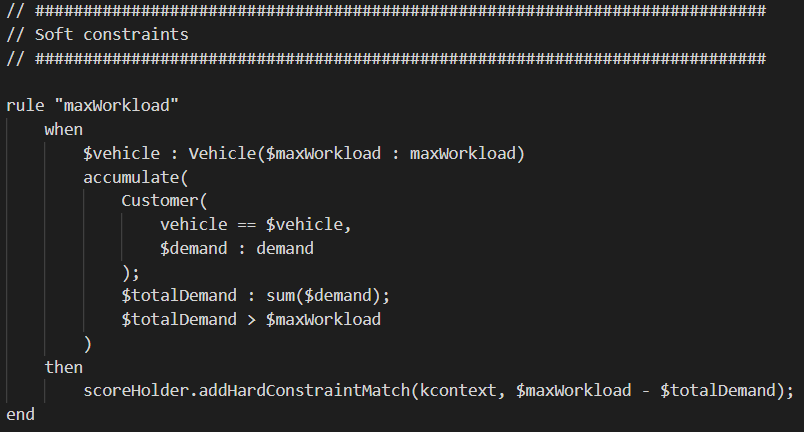 // ############################################################################
// Soft constraints
// ############################################################################
rule "maxWorkload"
when
$vehicle : Vehicle($maxWorkload : maxWorkload)
accumulate(
Customer(
vehicle == $vehicle,
$demand : demand
);
$totalDemand : sum($demand);
$totalDemand > $maxWorkload
)
then
scoreHolder.addHardConstraintMatch(kcontext, $maxWorkload - $totalDemand);
end